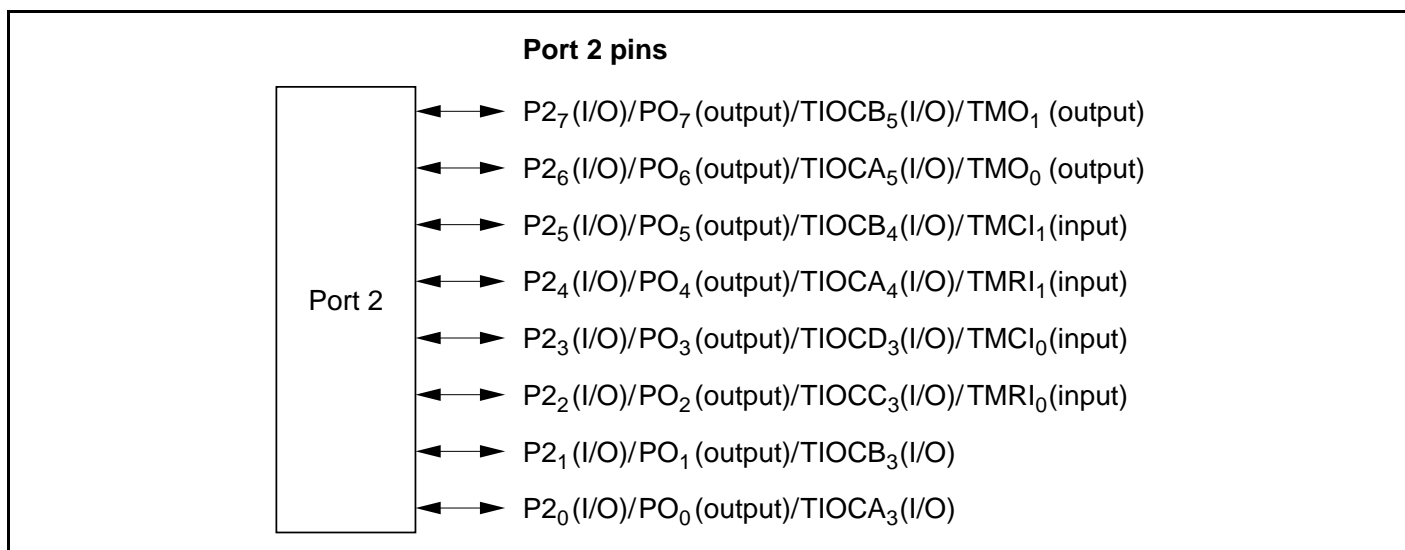 Port 2 pins
P2₇(I/O)/PO₇(output)/TIOCB₅(I/O)/TMO₁ (output)
P2₆(I/O)/PO₆(output)/TIOCA₅(I/O)/TMO₀ (output)
P2₅(I/O)/PO₅(output)/TIOCB₄(I/O)/TMCI₁(input)
P2₄(I/O)/PO₄(output)/TIOCA₄(I/O)/TMRI₁(input)
Port 2
P2₃(I/O)/PO₃(output)/TIOCD₃(I/O)/TMCI₀(input)
P2₂(I/O)/PO₂(output)/TIOCC₃(I/O)/TMRI₀(input)
P2₁(I/O)/PO₁(output)/TIOCB₃(I/O)
P2₀(I/O)/PO₀(output)/TIOCA₃(I/O)